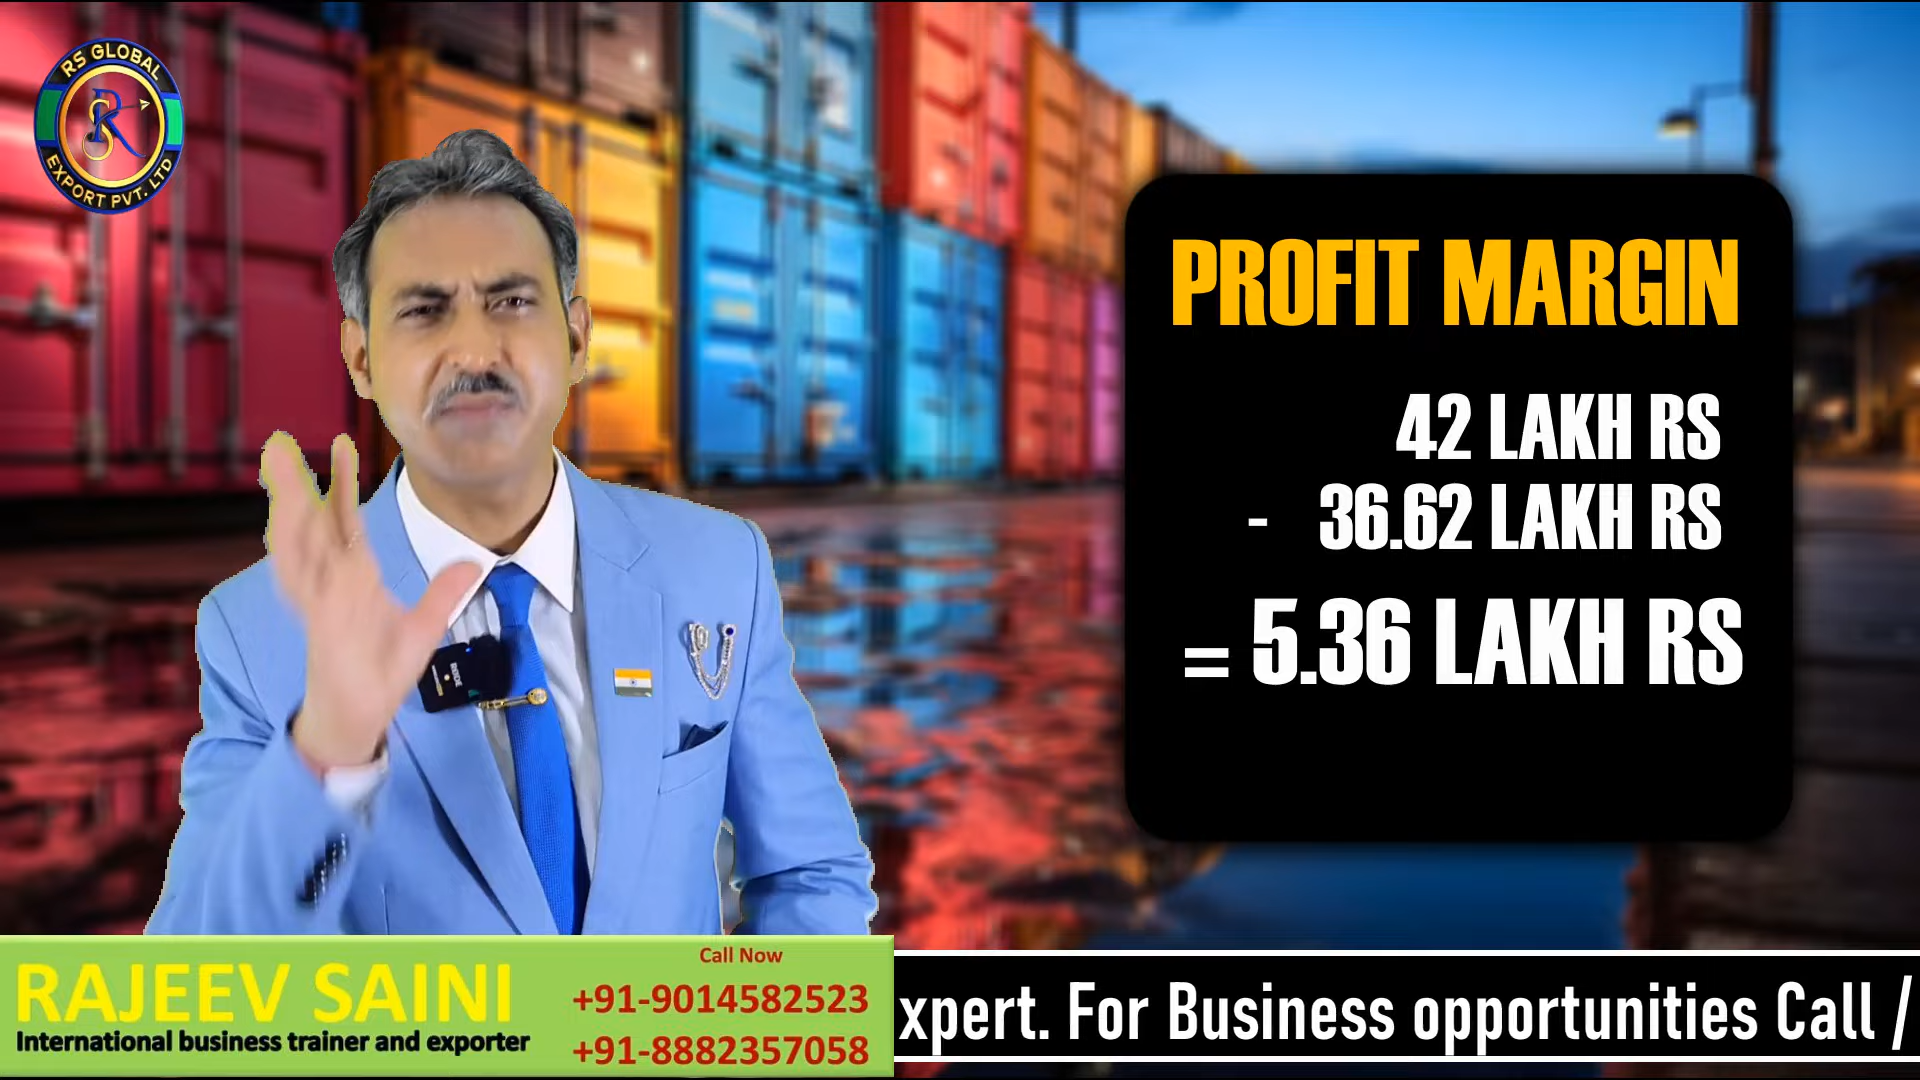 RS GLOBAL
SRK
EXPORT PVT. LTD
PROFIT MARGIN
42 LAKH RS
- 36.62 LAKH RS
= 5.36 LAKH RS
RAJEEV SAINI
International business trainer and exporter
Call Now
+91-9014582523
+91-8882357058
xpert. For Business opportunities Call /